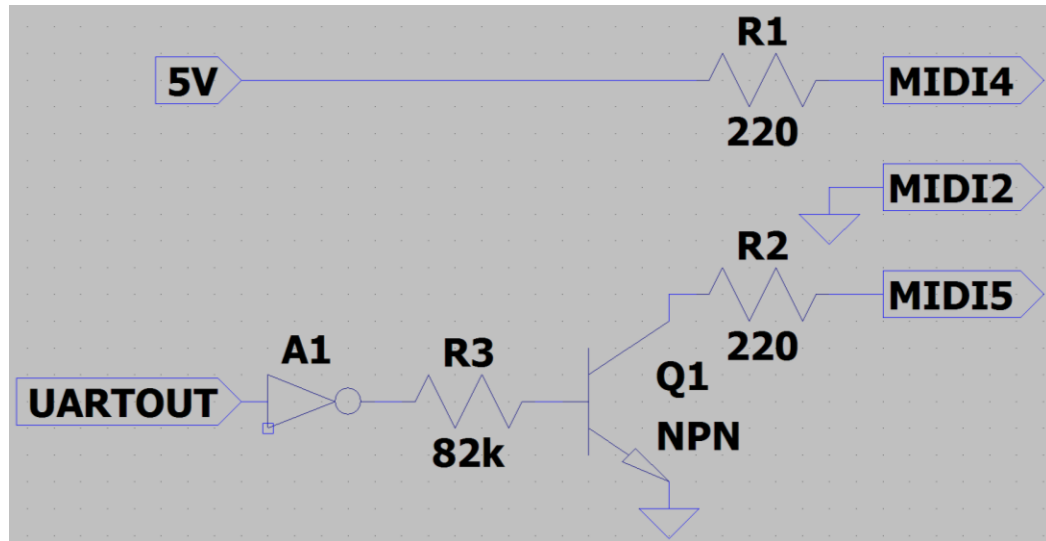 R1
5V
MIDI4
220
MIDI2
R2
MIDI5
A1
R3
220
Q1
UARTOUT
NPN
82k